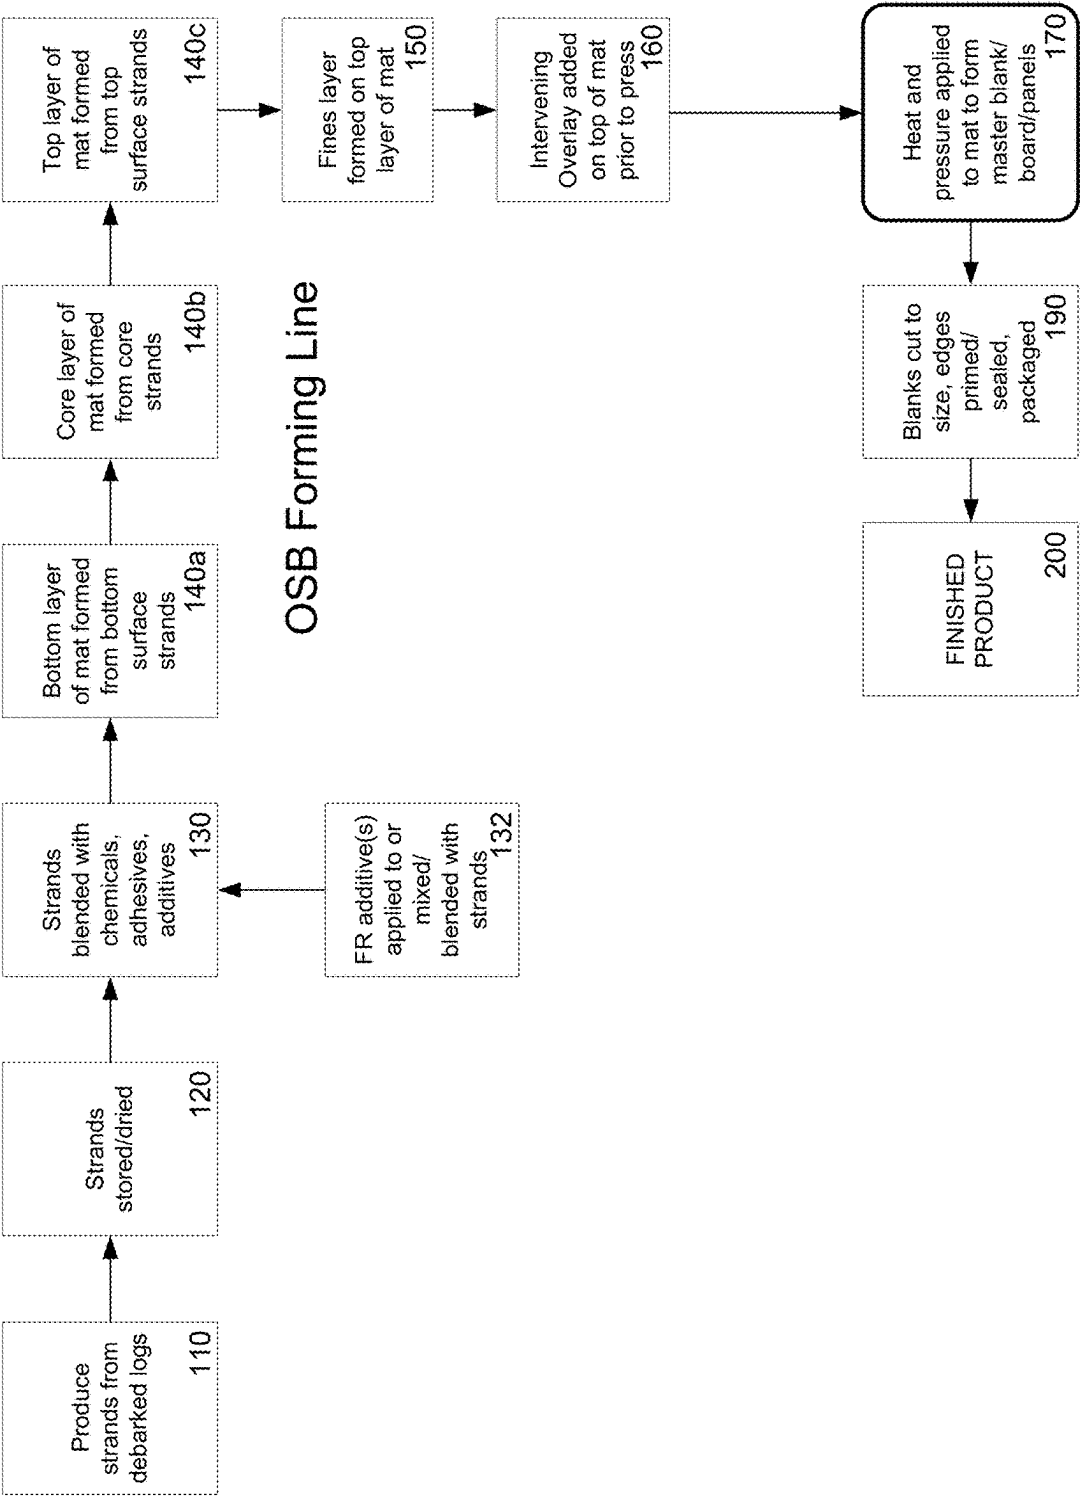 Produce
strands from
debarked logs
110
Strands
stored/dried
120
Strands
blended with
chemicals,
adhesives,
additives
130
FR additive(s)
applied to or
mixed/
blended with
strands
132
Bottom layer
of mat formed
from bottom
surface
strands
140a
Core layer of
mat formed
from core
strands
140b
Top layer of
mat formed
from top
surface strands
140c
OSB Forming Line
Fines layer
formed on top
layer of mat
150
Intervening
Overlay added
on top of mat
prior to press
160
Heat and
pressure applied
to mat to form
master blank/
board/panels
170
Blanks cut to
size, edges
primed/
sealed,
packaged
190
FINISHED
PRODUCT
200